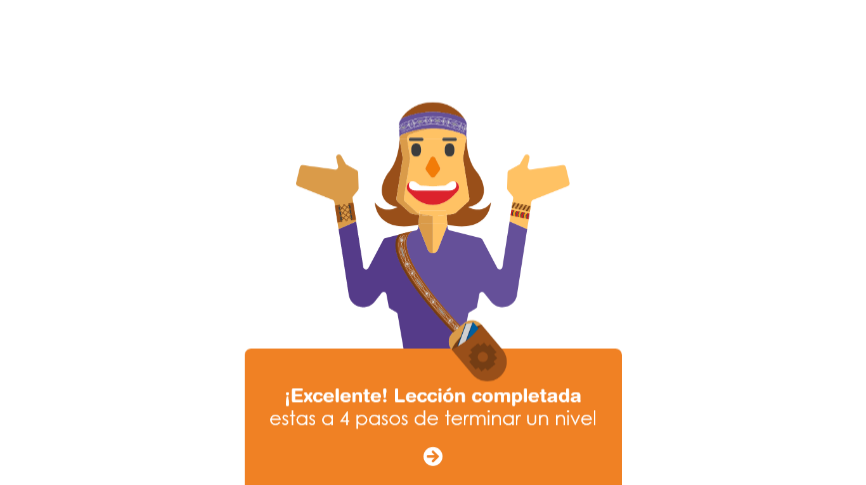 ¡Excelente! Lección completada
estas a 4 pasos de terminar un nivel